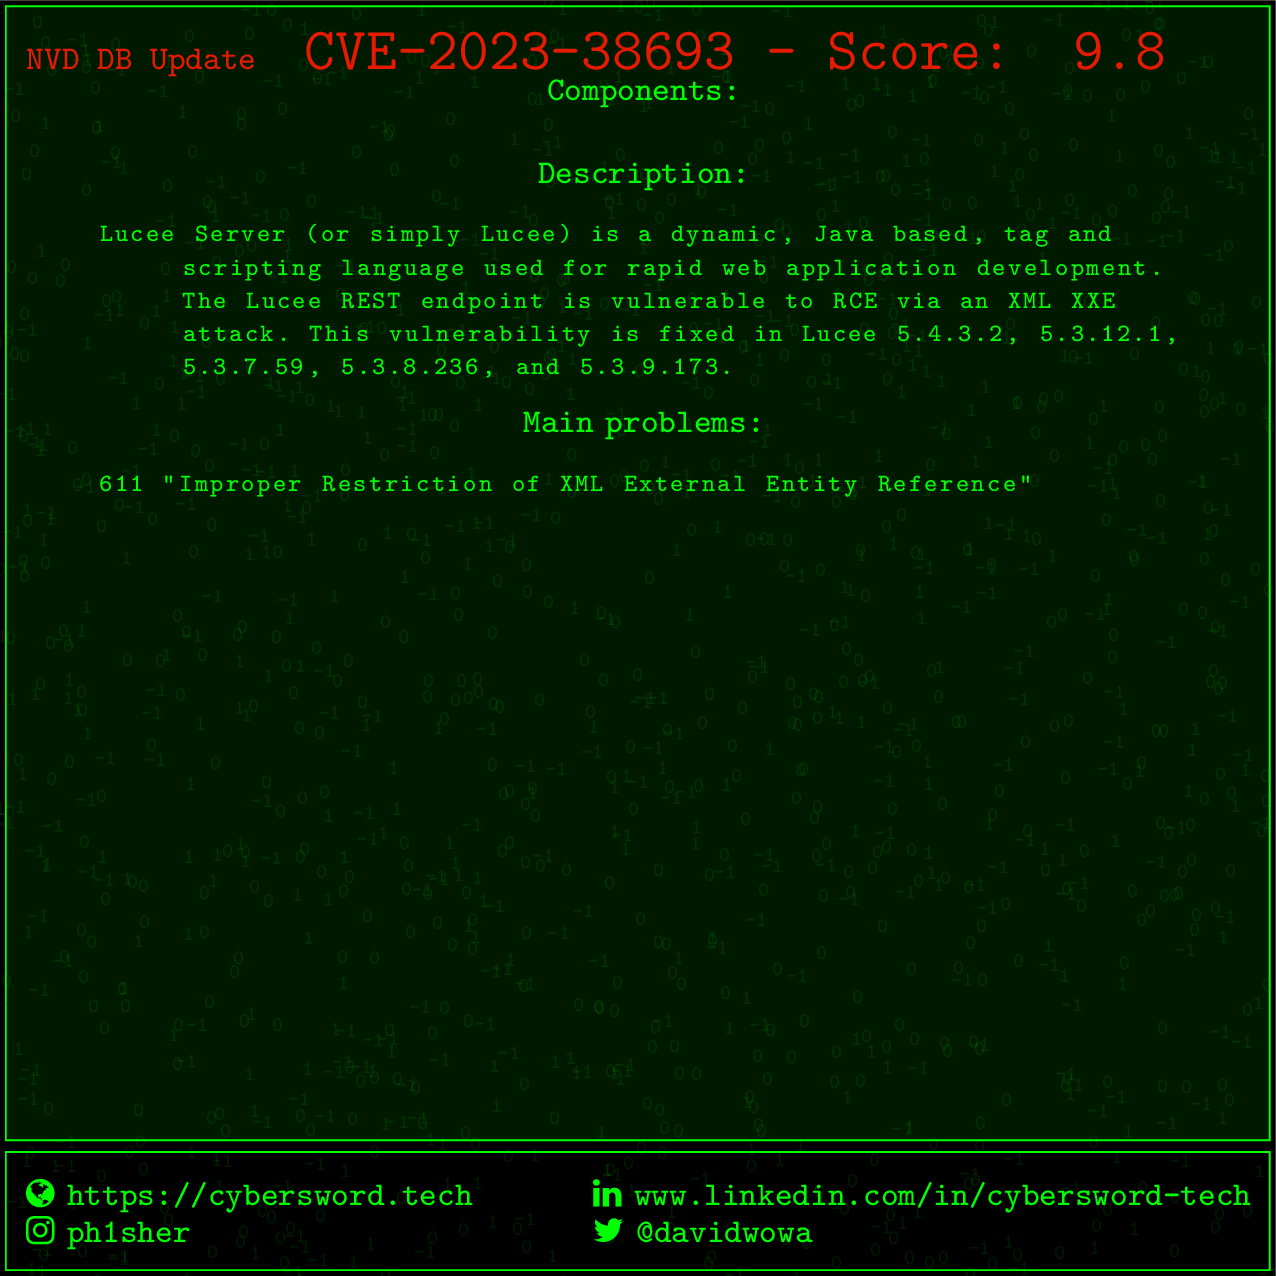 NVD DB Update CVE-2023-38693 - Score: 9.8
Components:
Description:
Lucee Server (or simply Lucee) is a dynamic, Java based, tag and
scripting language used for rapid web application development.
The Lucee REST endpoint is vulnerable to RCE via an XML XXE
attack. This vulnerability is fixed in Lucee 5.4.3.2, 5.3.12.1,
5.3.7.59, 5.3.8.236, and 5.3.9.173.
Main problems:
611 "Improper Restriction of XML External Entity Reference"
https://cybersword.tech
www.linkedin.com/in/cybersword-tech
ph1sher
@davidwowa